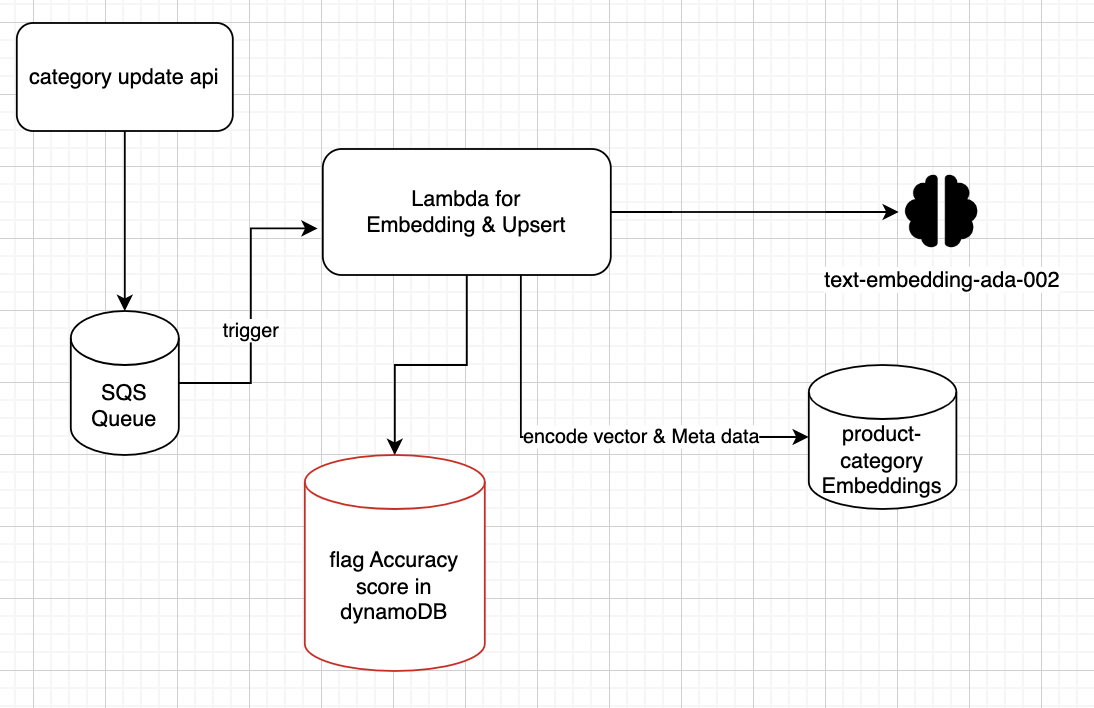 category update api
Lambda for
Embedding & Upsert
text-embedding-ada-002
trigger
SQS
Queue
encode vector & Meta data
product-
category
Embeddings
flag Accuracy
score in
dynamoDB